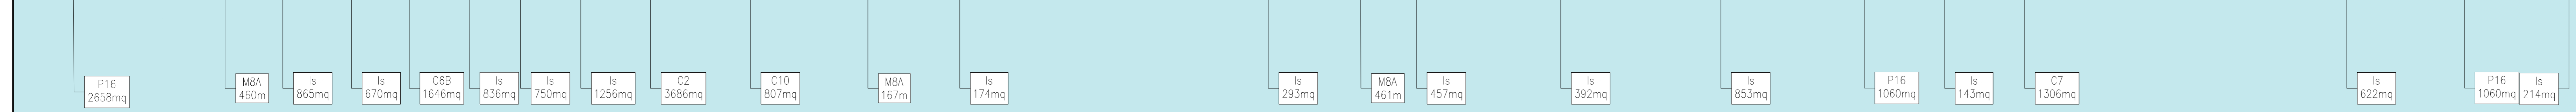 P16
2658mq
M8A
460m
Is
865mq
Is
670mq
C6B
1646mq
Is
836mq
Is
750mq
Is
1256mq
C2
3686mq
C10
807mq
M8A
167m
Is
174mq
Is
293mq
M8A
461m
Is
457mq
Is
392mq
Is
853mq
P16
1060mq
Is
143mq
C7
1306mq
Is
622mq
P16
1060mq
Is
214mq